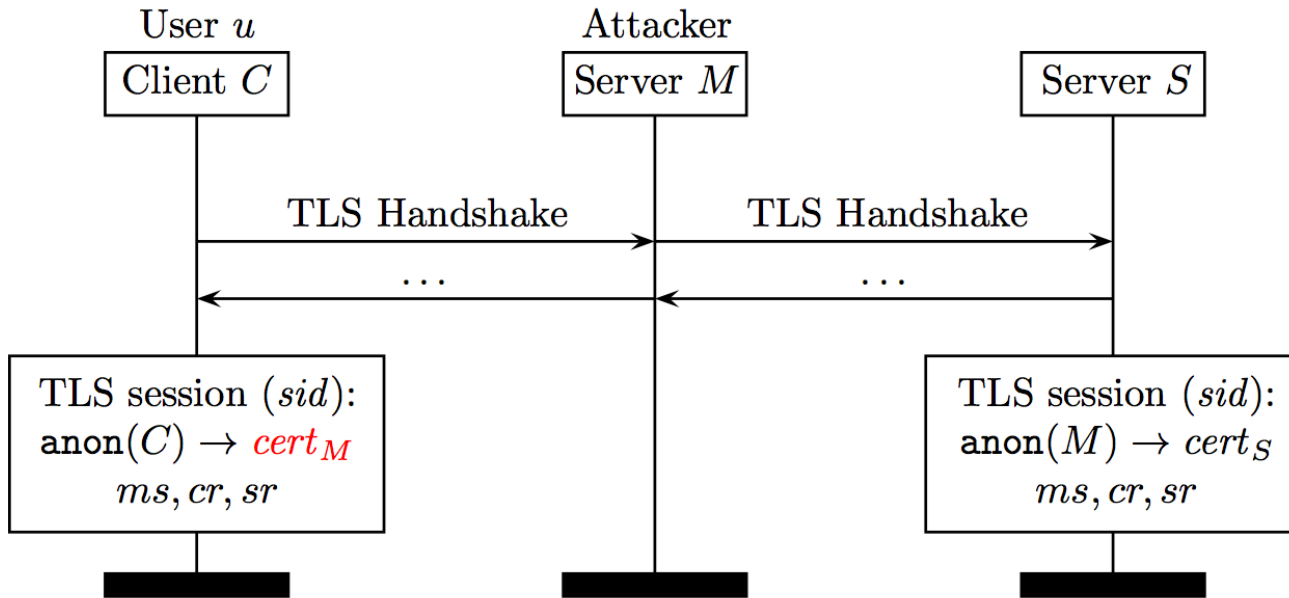 User u
Attacker
Client C
Server M
Server S
TLS Handshake
TLS Handshake
. . .
. . .
TLS session (sid):
anon(C) → cert_M
ms, cr, sr
TLS session (sid):
anon(M) → cert_S
ms, cr, sr